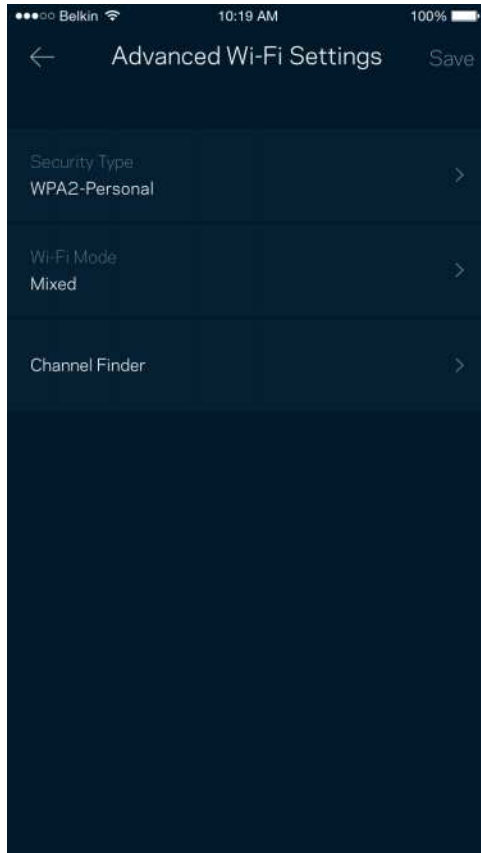 Belkin 10:19 AM 100%
Advanced Wi-Fi Settings Save
Security Type
WPA2-Personal
Wi-Fi Mode
Mixed
Channel Finder